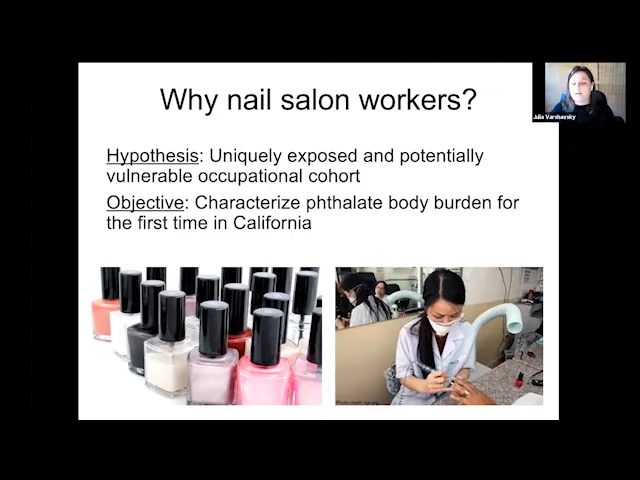 Why nail salon workers?
Julia Varshavsky
Hypothesis: Uniquely exposed and potentially
vulnerable occupational cohort
Objective: Characterize phthalate body burden for
the first time in California